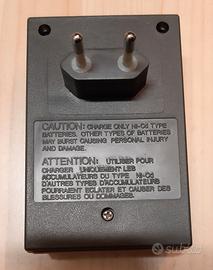 CAUTION: CHARGE ONLY NI-Cd TYPE
BATTERIES. OTHER TYPES OF BATTERIES
MAY BURST CAUSING PERSONAL INJURY
AND DAMAGE.
ATTENTION: UTILISER POUR
CHARGER UNIQUEMENT LES
ACCUMULATEURS DU TYPE NI-Cd
D'AUTRES TYPES D'ACCUMULATEURS
POURRAIENT ECLATER ET CAUSER DES
BLESSURES OU DOMMAGES.
subito